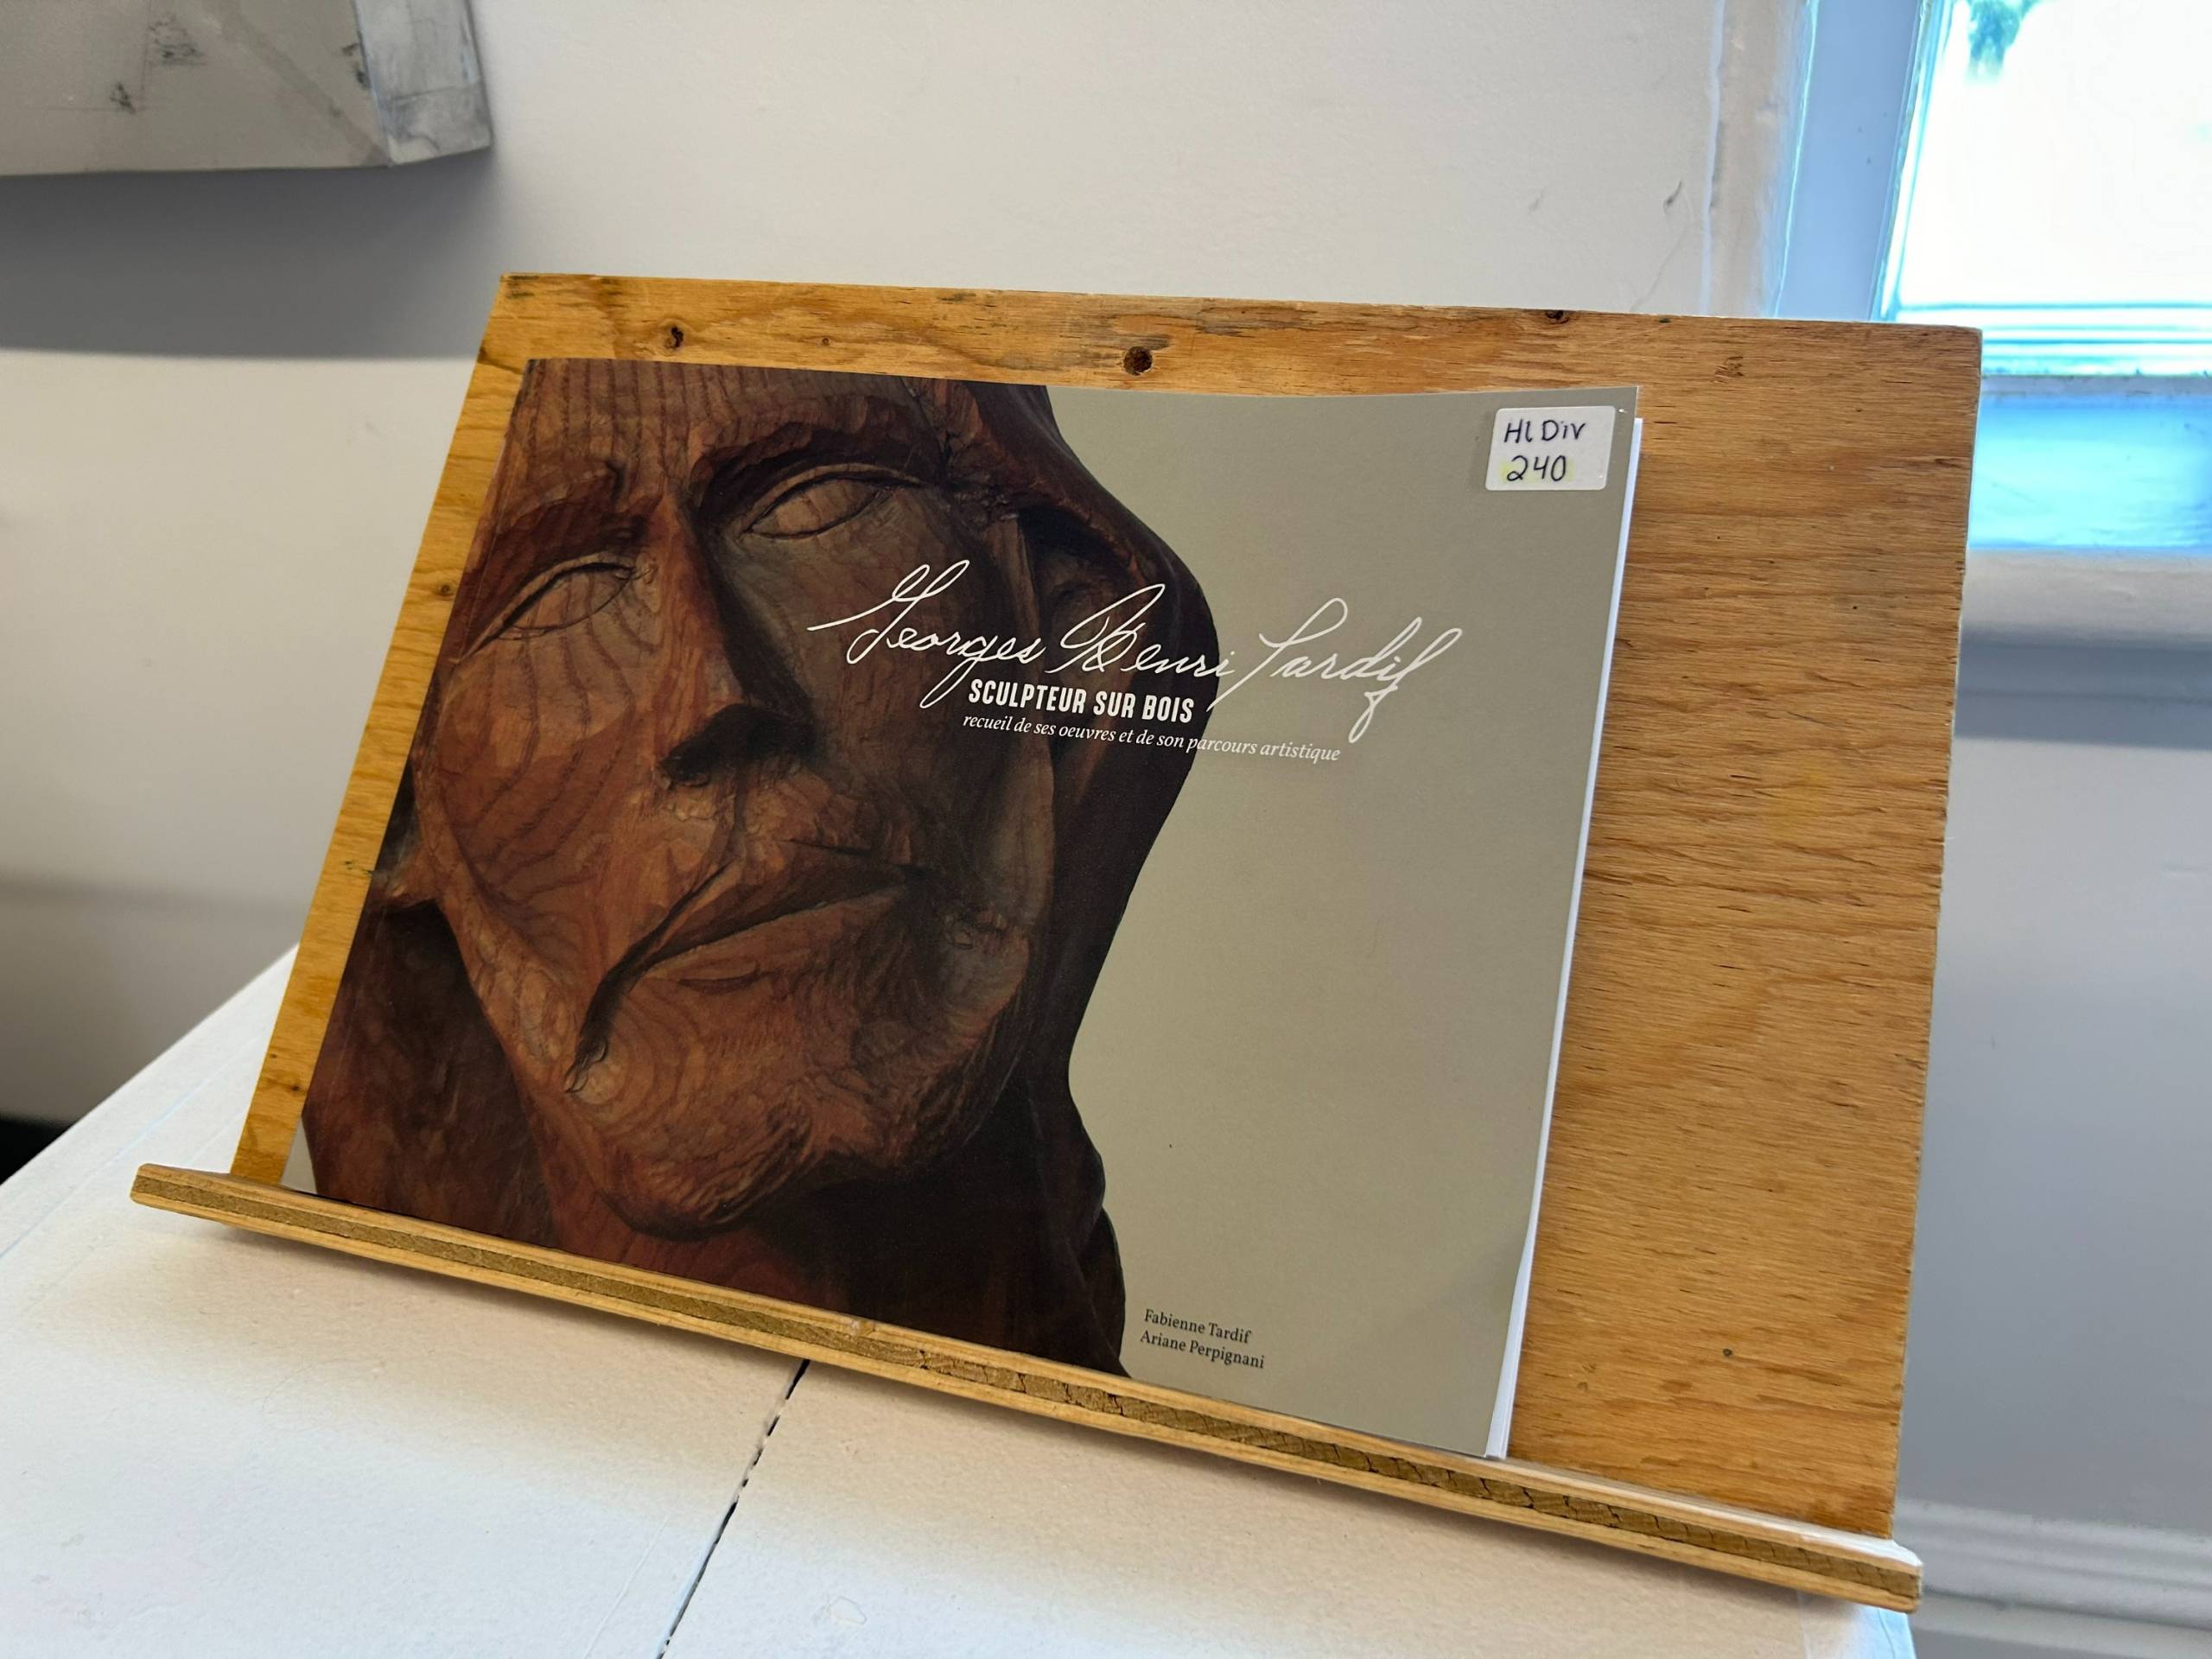 Hl Div
240
Georges Henri Tardif
SCULPTEUR SUR BOIS
recueil de ses oeuvres et de son parcours artistique
Fabienne Tardif
Ariane Perpignani